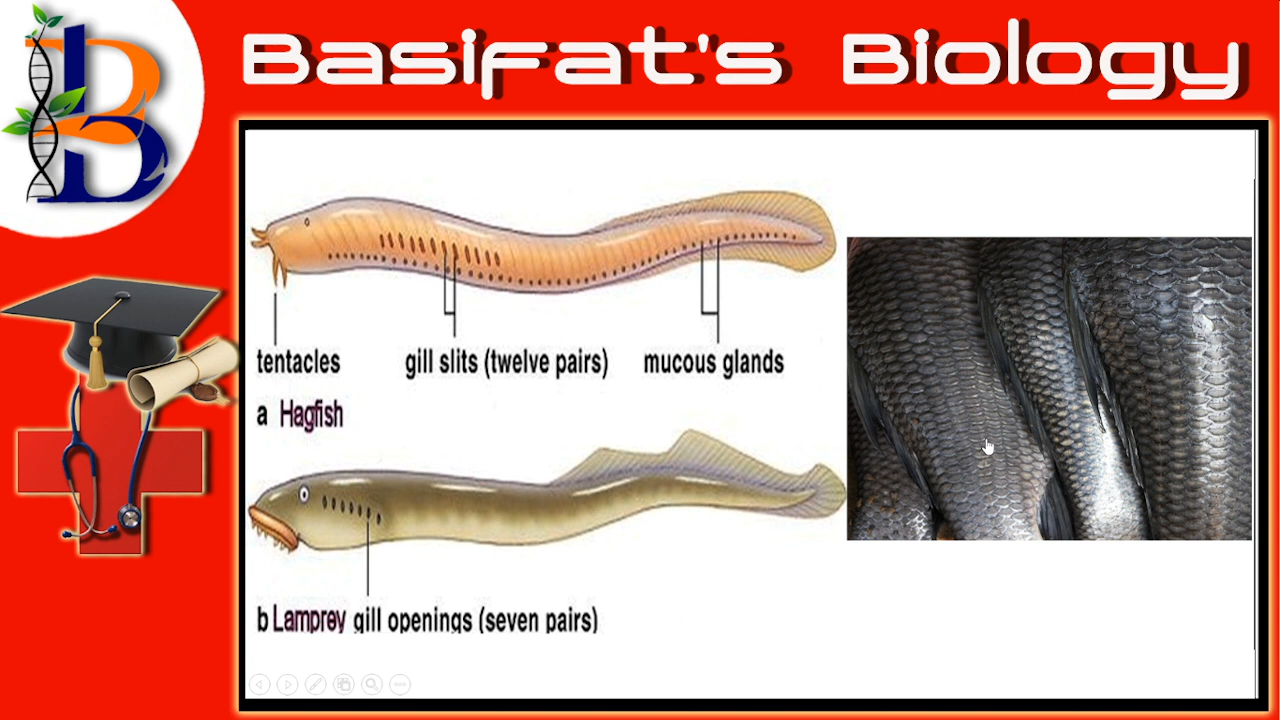 Basifat's Biology
B
tentacles
gill slits (twelve pairs)
mucous glands
a Hagfish
b Lamprey gill openings (seven pairs)